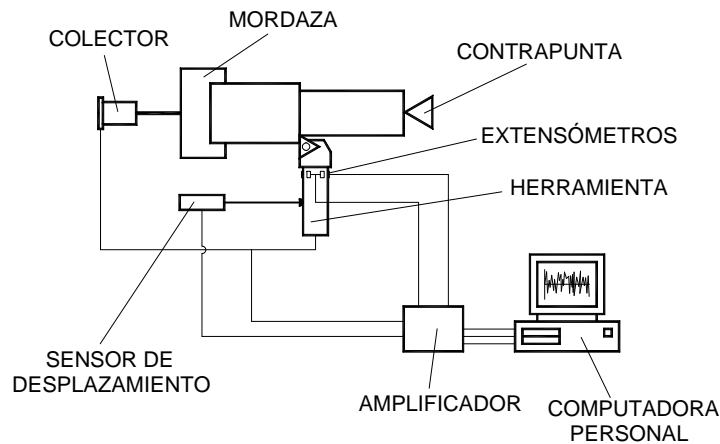 MORDAZA
COLECTOR
CONTRAPUNTA
EXTENSÓMETROS
HERRAMIENTA
SENSOR DE
DESPLAZAMIENTO
AMPLIFICADOR
COMPUTADORA
PERSONAL